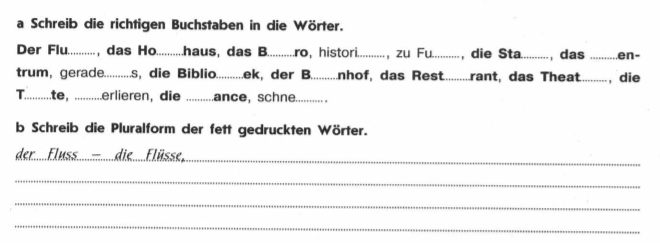 a Schreib die richtigen Buchstaben in die Wörter.
Der Flu.........., das Ho.........haus, das B.........ro, histori.........., zu Fu.........., die Sta.........., das .........en-
trum, gerade.........s, die Biblio.........ek, der B.........nhof, das Rest.........rant, das Theat........., die
T.........te, .........erlieren, die .........ance, schne..........
b Schreib die Pluralform der fett gedruckten Wörter.
der Fluss – die Flüsse,